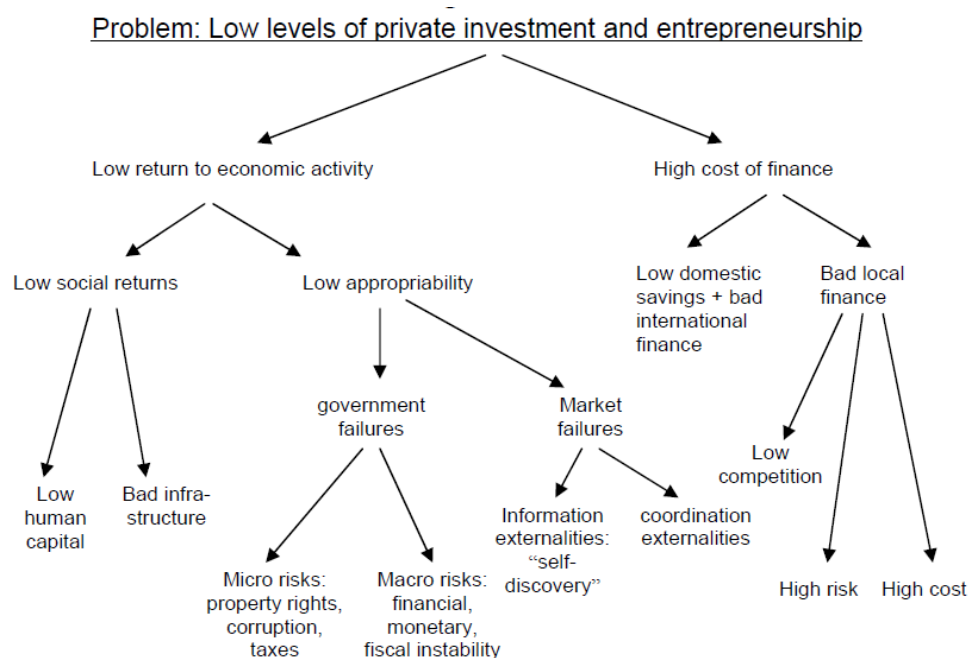 Problem: Low levels of private investment and entrepreneurship
Low return to economic activity
High cost of finance
Low social returns
Low appropriability
Low domestic
savings + bad
international
finance
Bad local
finance
government
failures
Market
failures
Low
competition
Low
human
capital
Bad infra-
structure
Information
externalities:
“self-
discovery”
coordination
externalities
Micro risks:
property rights,
corruption,
taxes
Macro risks:
financial,
monetary,
fiscal instability
High risk
High cost